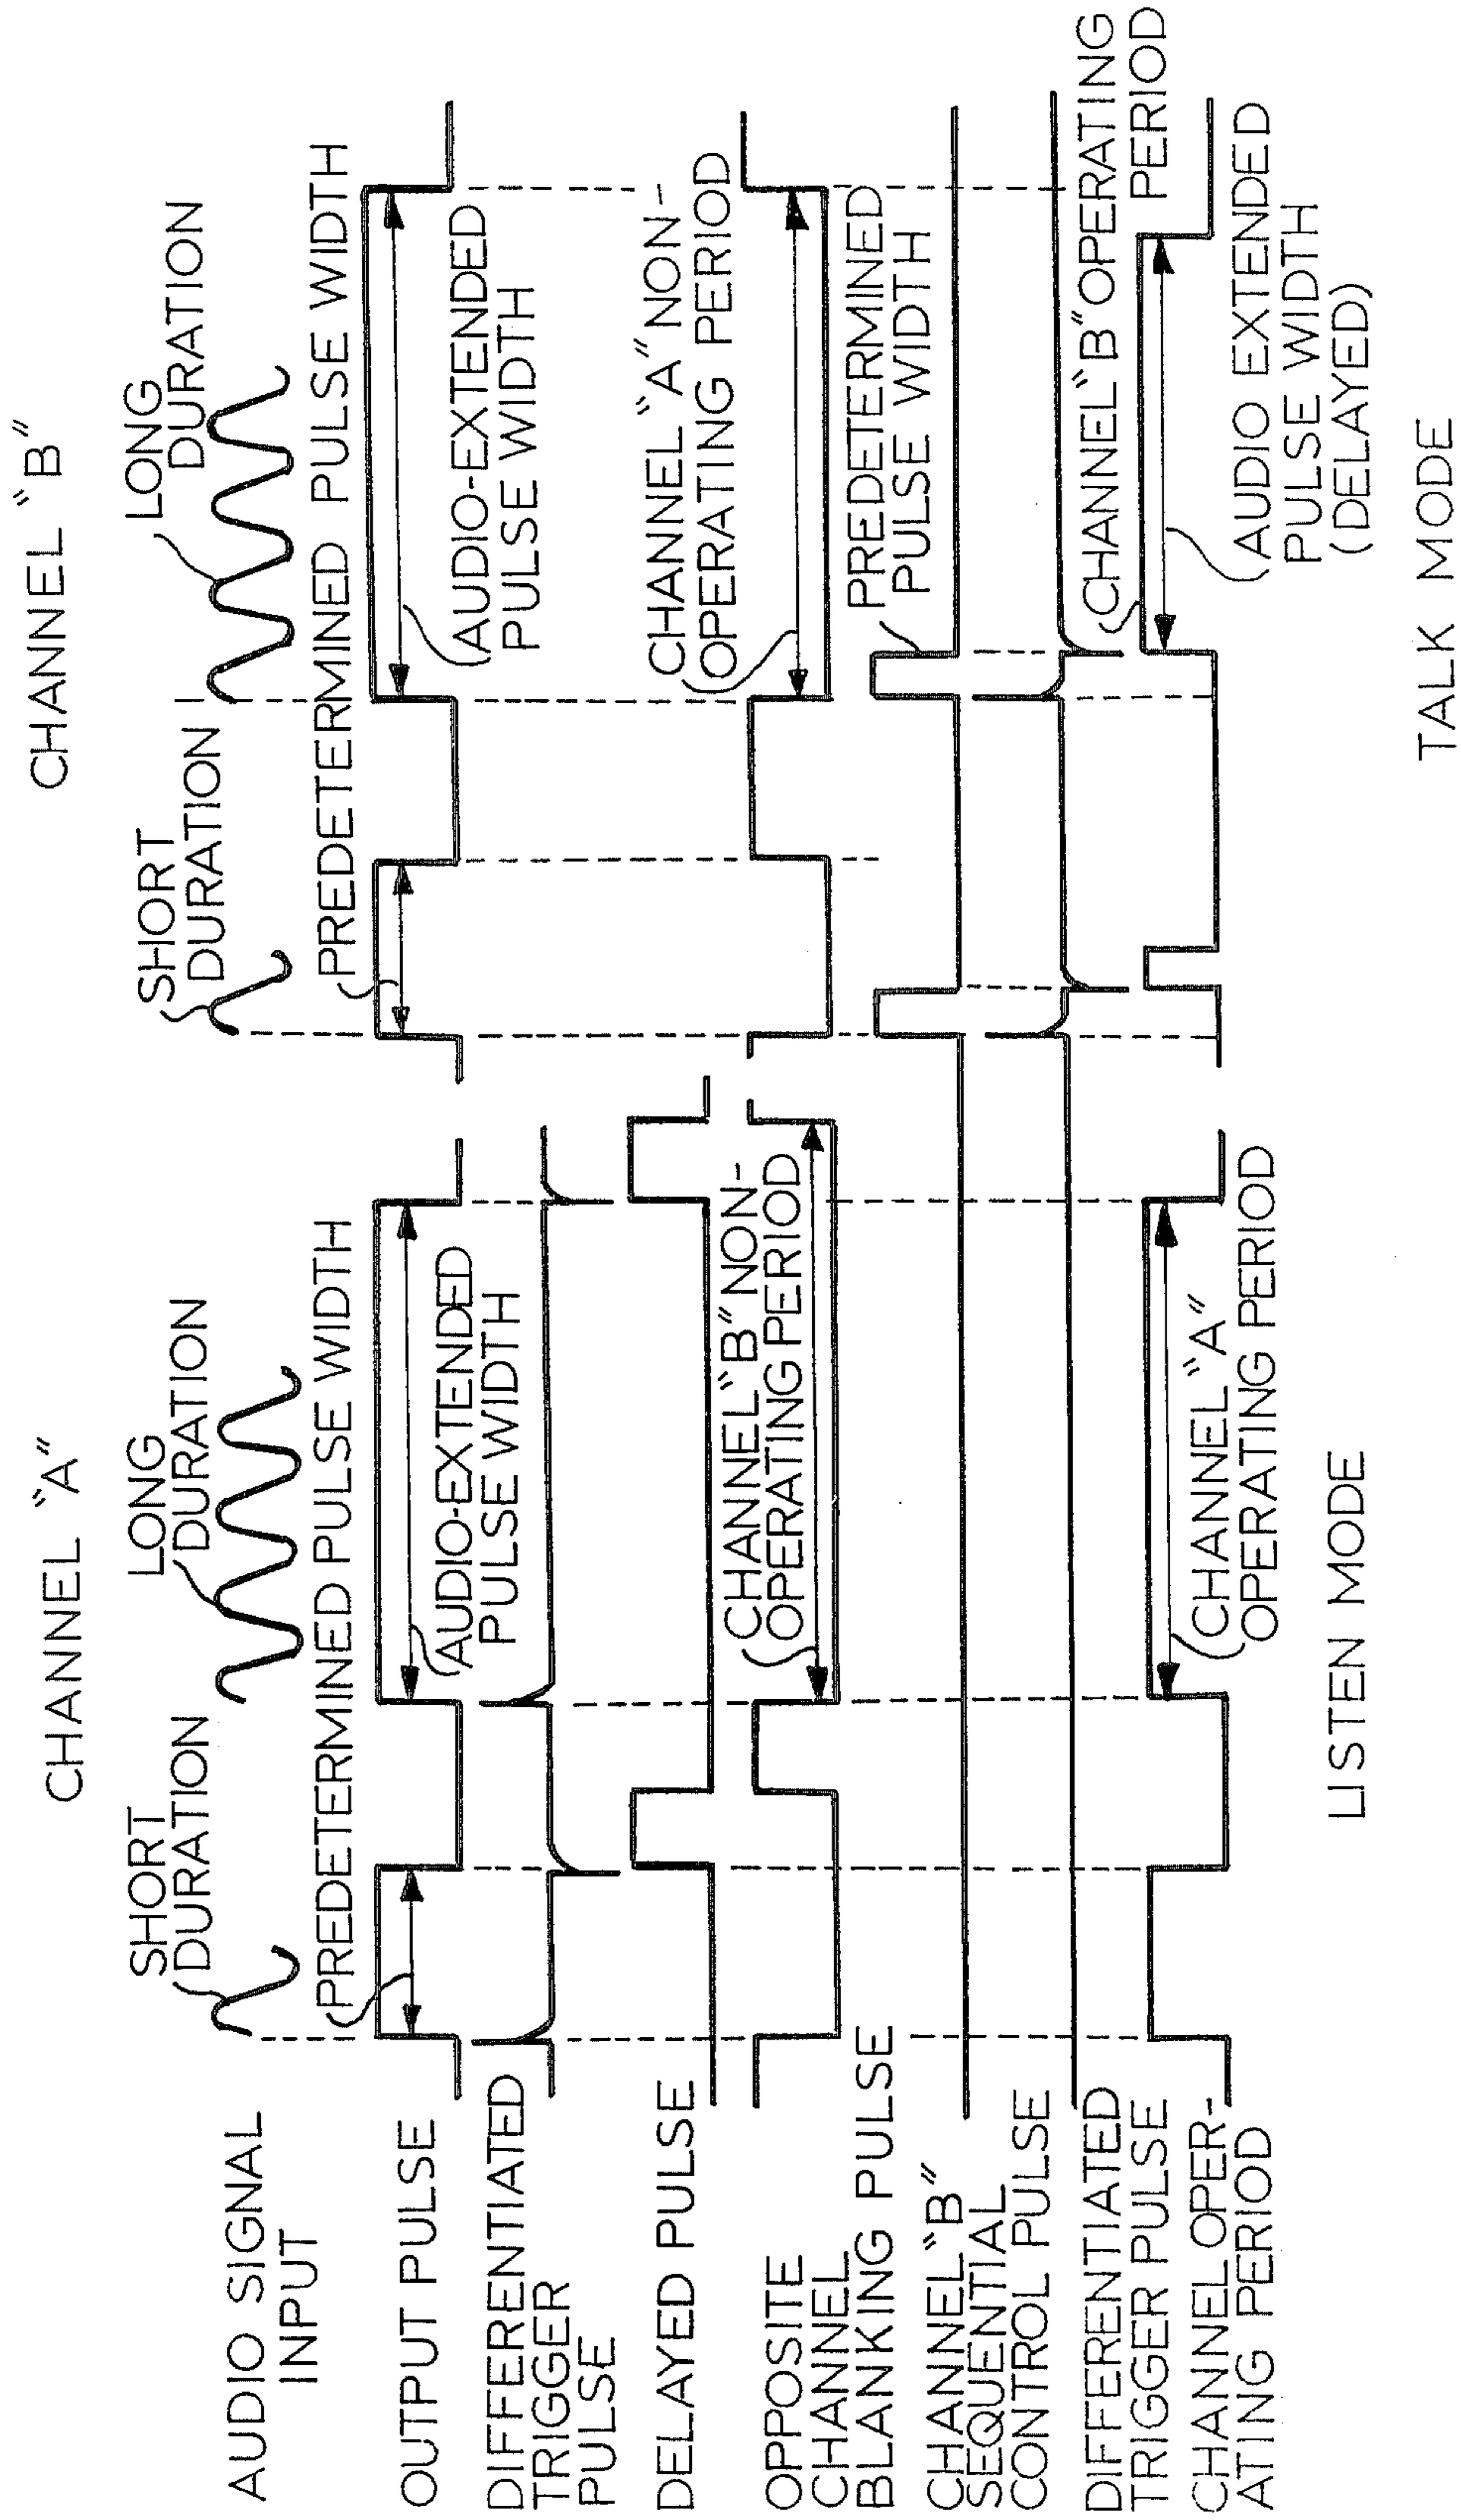 CHANNEL "A"
CHANNEL "B"
SHORT
DURATION
LONG
DURATION
SHORT
DURATION
LONG
DURATION
AUDIO SIGNAL
INPUT
PREDETERMINED PULSE WIDTH
PREDETERMINED PULSE WIDTH
OUTPUT PULSE
AUDIO-EXTENDED
PULSE WIDTH
AUDIO-EXTENDED
PULSE WIDTH
DIFFERENTIATED
TRIGGER
PULSE
DELAYED PULSE
CHANNEL "B" NON-
OPERATING PERIOD
CHANNEL "A" NON-
OPERATING PERIOD
OPPOSITE
CHANNEL
BLANKING PULSE
PREDETERMINED
PULSE WIDTH
CHANNEL "B"
SEQUENTIAL
CONTROL PULSE
DIFFERENTIATED
TRIGGER PULSE
CHANNEL "B" OPERATING
PERIOD
CHANNEL OPER-
ATING PERIOD
CHANNEL "A"
OPERATING PERIOD
AUDIO EXTENDED
PULSE WIDTH
(DELAYED)
LISTEN MODE
TALK MODE